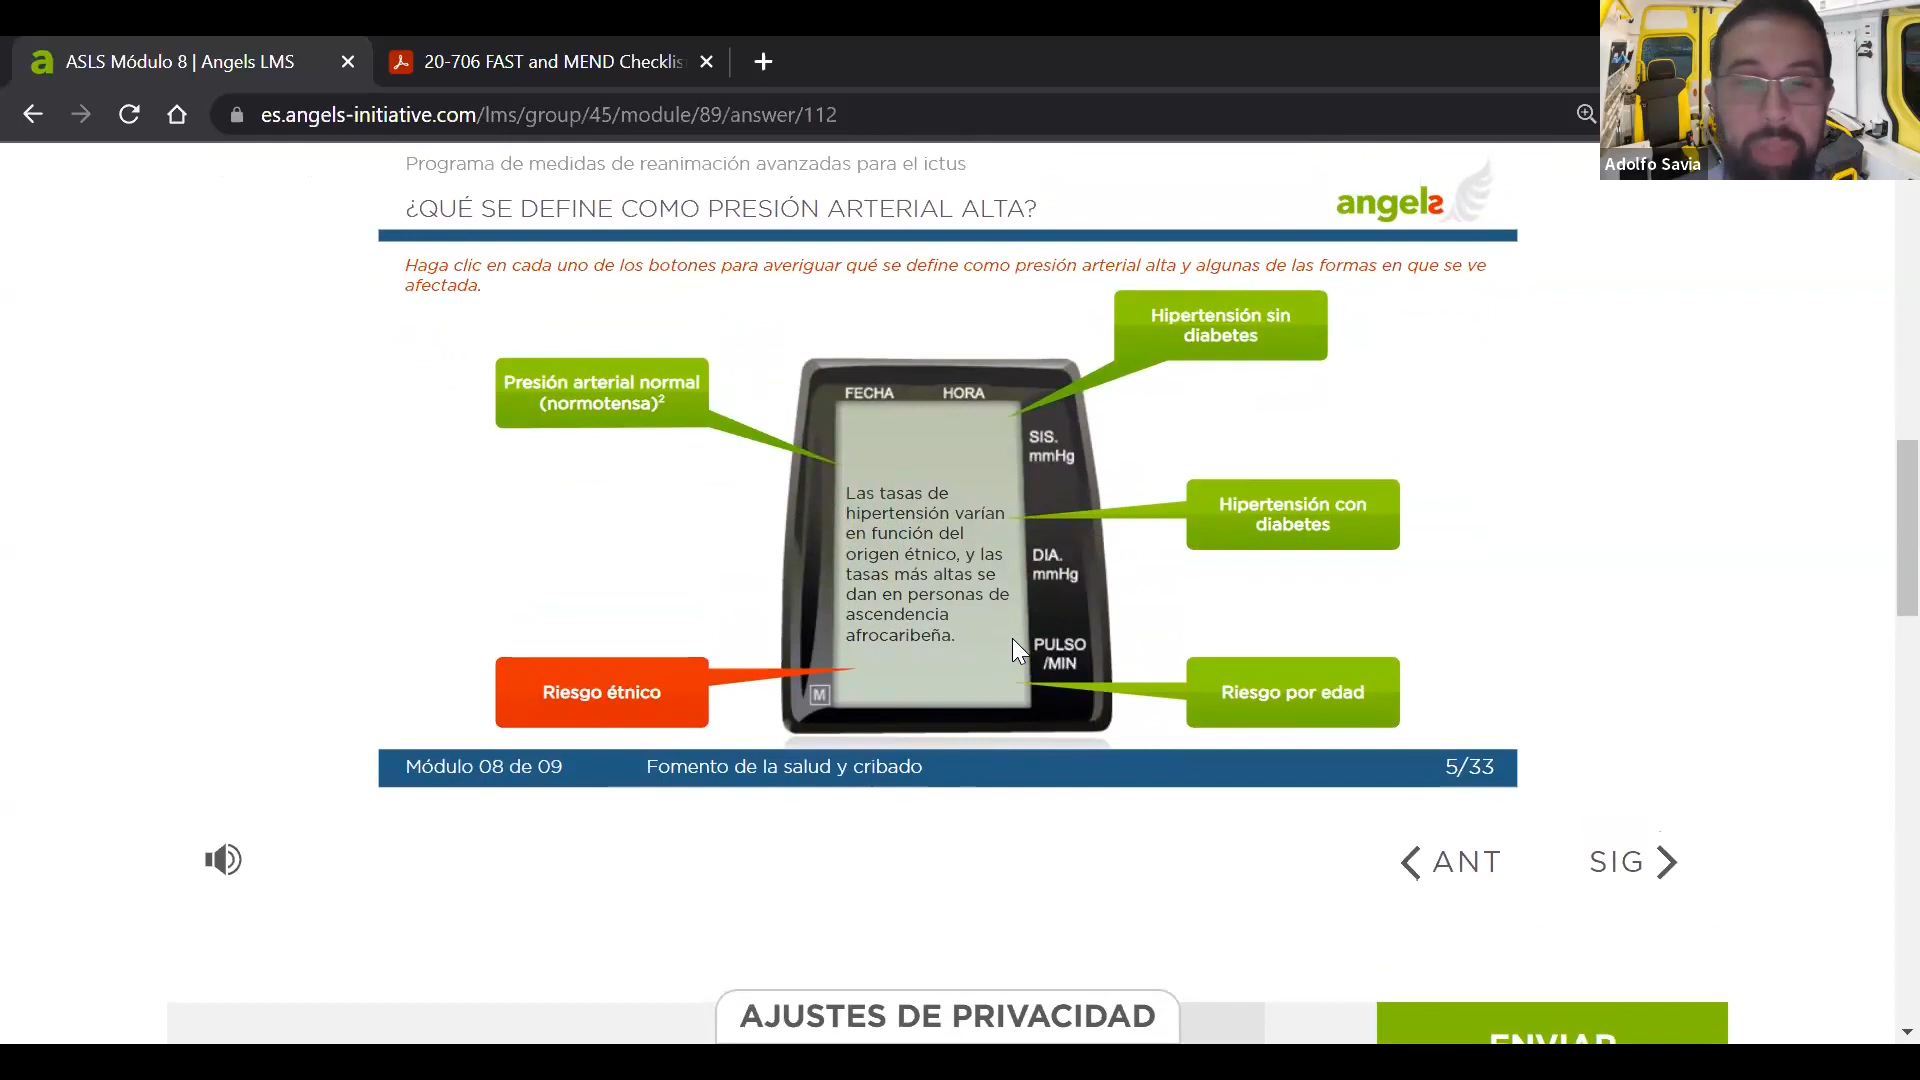 ASLS Módulo 8 | Angels LMS
20-706 FAST and MEND Checklis
es.angels-initiative.com/lms/group/45/module/89/answer/112
Adolfo Savia
Programa de medidas de reanimación avanzadas para el ictus
¿QUÉ SE DEFINE COMO PRESIÓN ARTERIAL ALTA?
angels
Haga clic en cada uno de los botones para averiguar qué se define como presión arterial alta y algunas de las formas en que se ve
afectada.
Hipertensión sin
diabetes
Presión arterial normal
(normotensa)²
FECHA HORA
SIS.
mmHg
Las tasas de
hipertensión varían
en función del
origen étnico, y las
tasas más altas se
dan en personas de
ascendencia
afrocaribeña.
Hipertensión con
diabetes
DIA.
mmHg
PULSO
/MIN
Riesgo étnico
M
Riesgo por edad
Módulo 08 de 09 Fomento de la salud y cribado 5/33
ANT SIG
AJUSTES DE PRIVACIDAD
ENVIAR